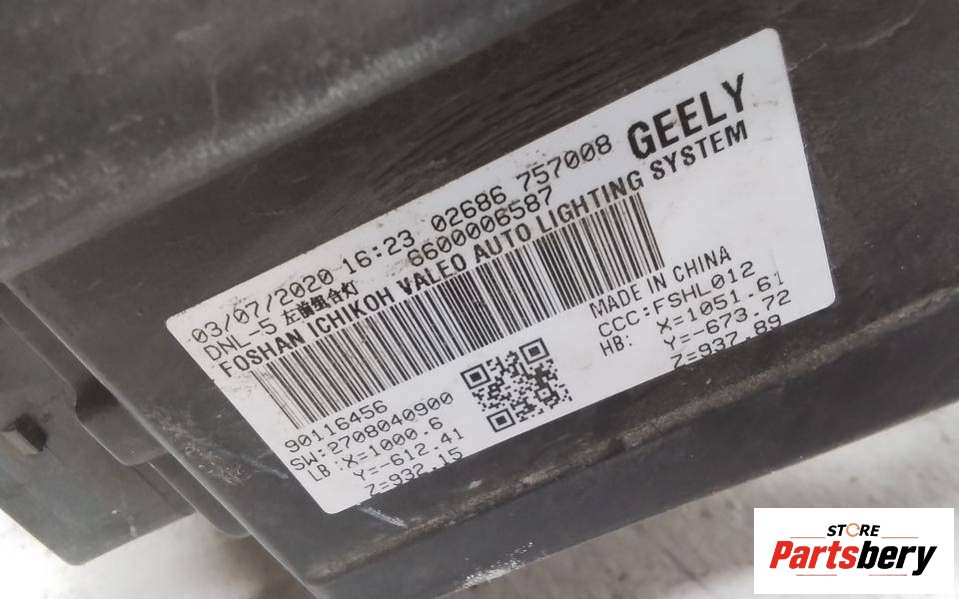 GEELY
03/07/2020 16:23 02686 757008
DNL-5 左前组合灯 6600006587
FOSHAN ICHIKOH VALEO AUTO LIGHTING SYSTEM
90116456
SW:2708040900
LB:X=1000.6
Y=-612.41
Z=932.15
MADE IN CHINA
CCC:FSHL012
HB: X=1051.61
Y=-673.72
Z=937.89
STORE
Partsbery